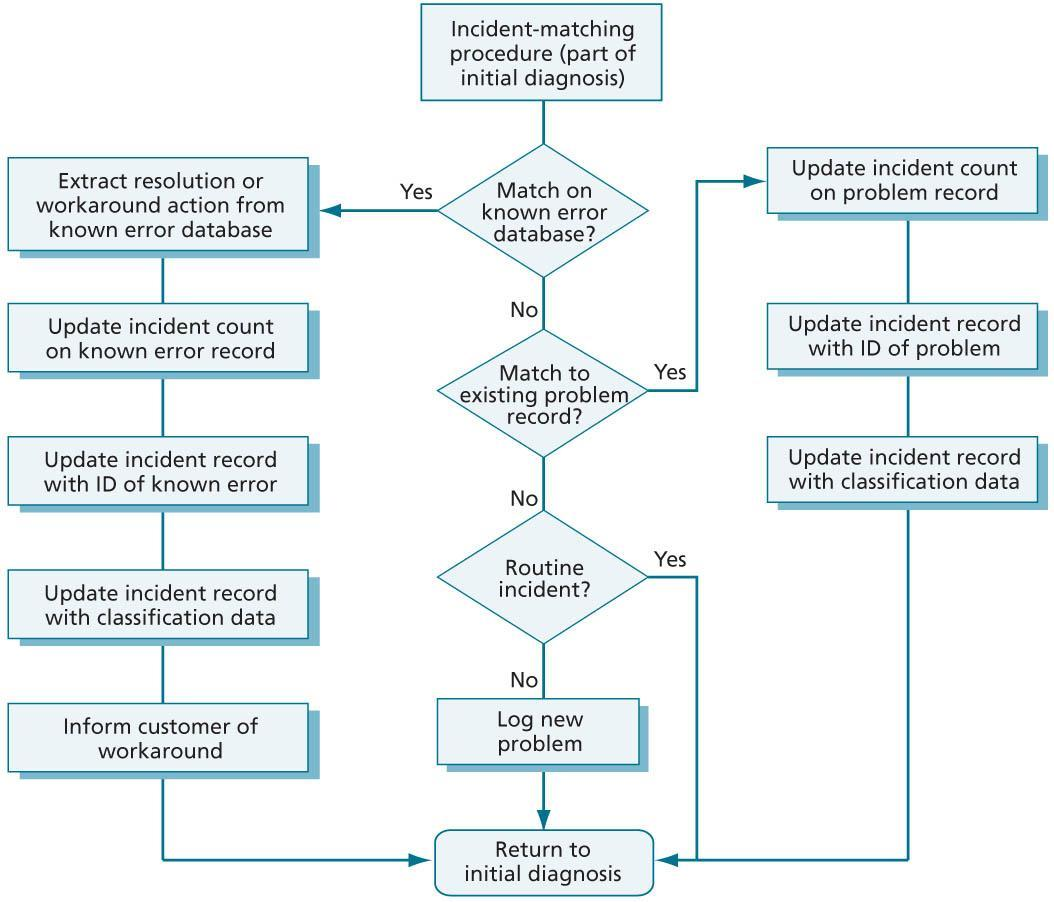 Incident-matching
procedure (part of
initial diagnosis)
Match on
known error
database?
Yes
Extract resolution or
workaround action from
known error database
Update incident count
on known error record
Update incident record
with ID of known error
Update incident record
with classification data
Inform customer of
workaround
No
Match to
existing problem
record?
Yes
Update incident count
on problem record
Update incident record
with ID of problem
Update incident record
with classification data
No
Routine
incident?
Yes
No
Log new
problem
Return to
initial diagnosis